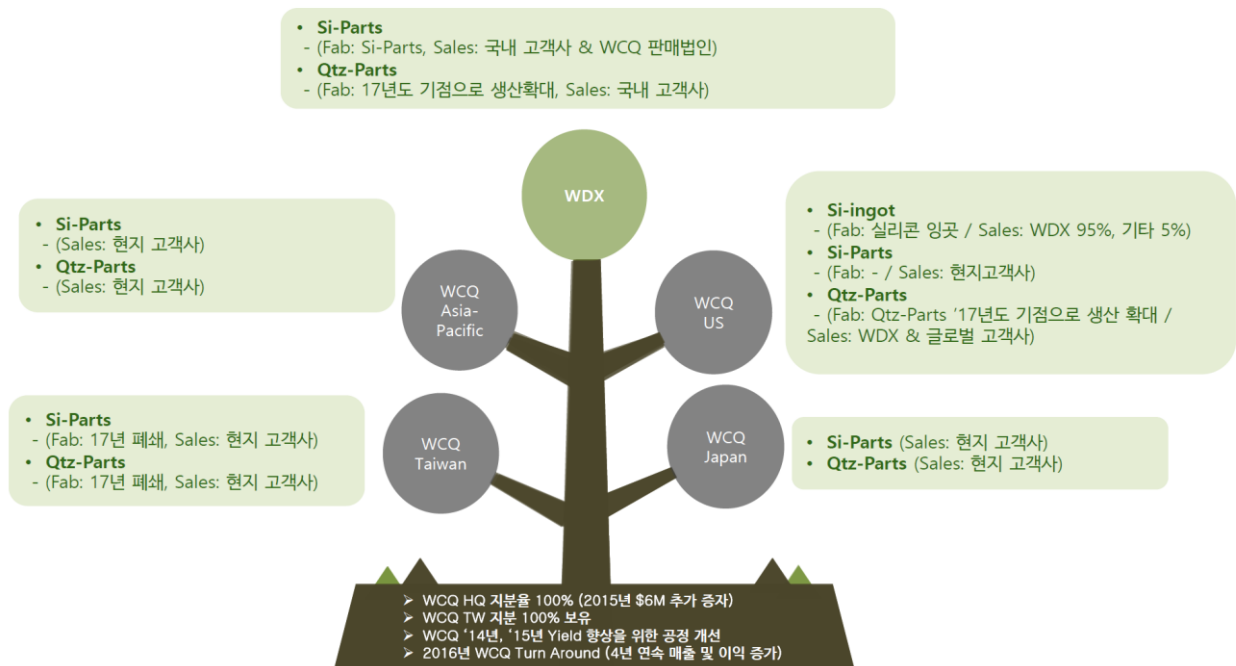 • Si-Parts
- (Fab: Si-Parts, Sales: 국내 고객사 & WCQ 판매법인)
• Qtz-Parts
- (Fab: 17년도 기점으로 생산확대, Sales: 국내 고객사)
WDX
• Si-Parts
- (Sales: 현지 고객사)
• Qtz-Parts
- (Sales: 현지 고객사)
WCQ
Asia-
Pacific
WCQ
US
• Si-ingot
- (Fab: 실리콘 잉곳 / Sales: WDX 95%, 기타 5%)
• Si-Parts
- (Fab: - / Sales: 현지고객사)
• Qtz-Parts
- (Fab: Qtz-Parts ‘17년도 기점으로 생산 확대 /
Sales: WDX & 글로벌 고객사)
• Si-Parts
- (Fab: 17년 폐쇄, Sales: 현지 고객사)
• Qtz-Parts
- (Fab: 17년 폐쇄, Sales: 현지 고객사)
WCQ
Taiwan
WCQ
Japan
• Si-Parts (Sales: 현지 고객사)
• Qtz-Parts (Sales: 현지 고객사)
➢ WCQ HQ 지분율 100% (2015년 $6M 추가 증자)
➢ WCQ TW 지분 100% 보유
➢ WCQ ‘14년, ‘15년 Yield 향상을 위한 공정 개선
➢ 2016년 WCQ Turn Around (4년 연속 매출 및 이익 증가)